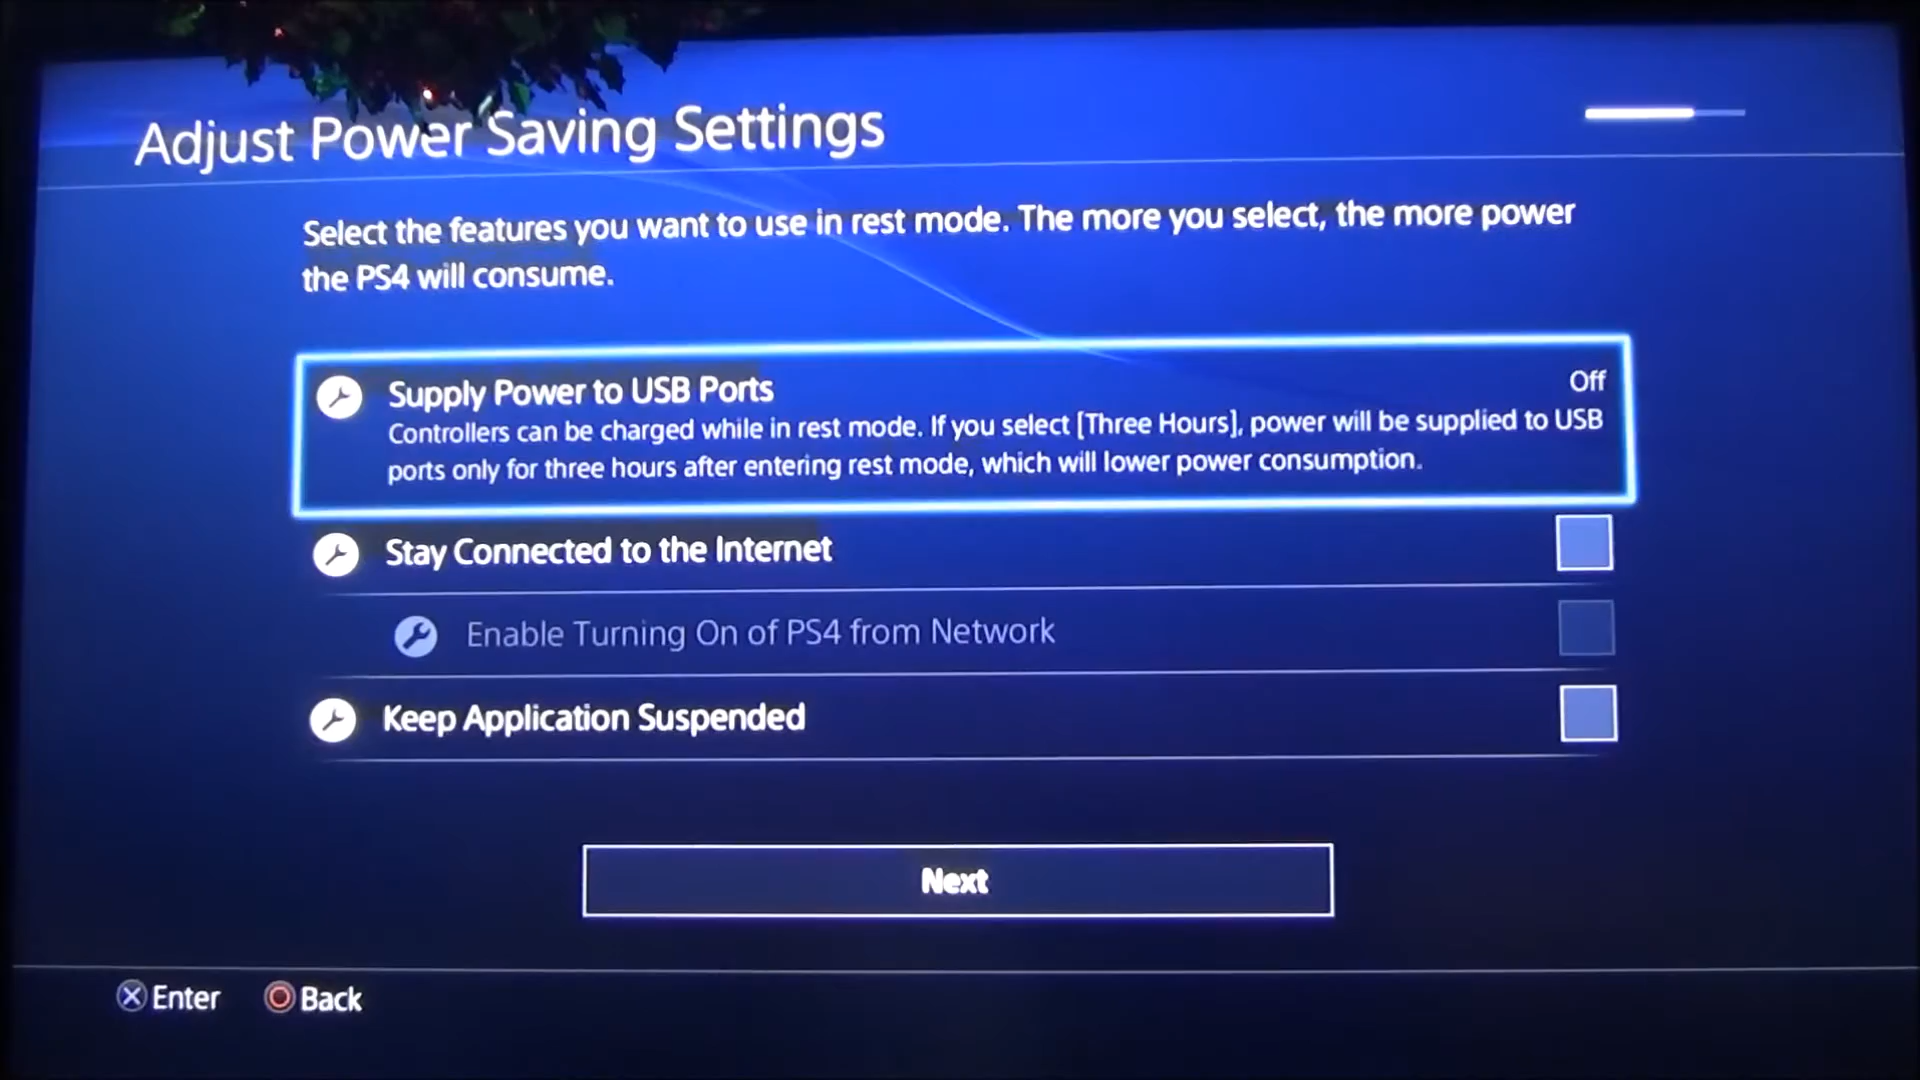 Adjust Power Saving Settings
Select the features you want to use in rest mode. The more you select, the more power
the PS4 will consume.
Supply Power to USB Ports
Off
Controllers can be charged while in rest mode. If you select [Three Hours], power will be supplied to USB
ports only for three hours after entering rest mode, which will lower power consumption.
Stay Connected to the Internet
Enable Turning On of PS4 from Network
Keep Application Suspended
Next
Enter Back